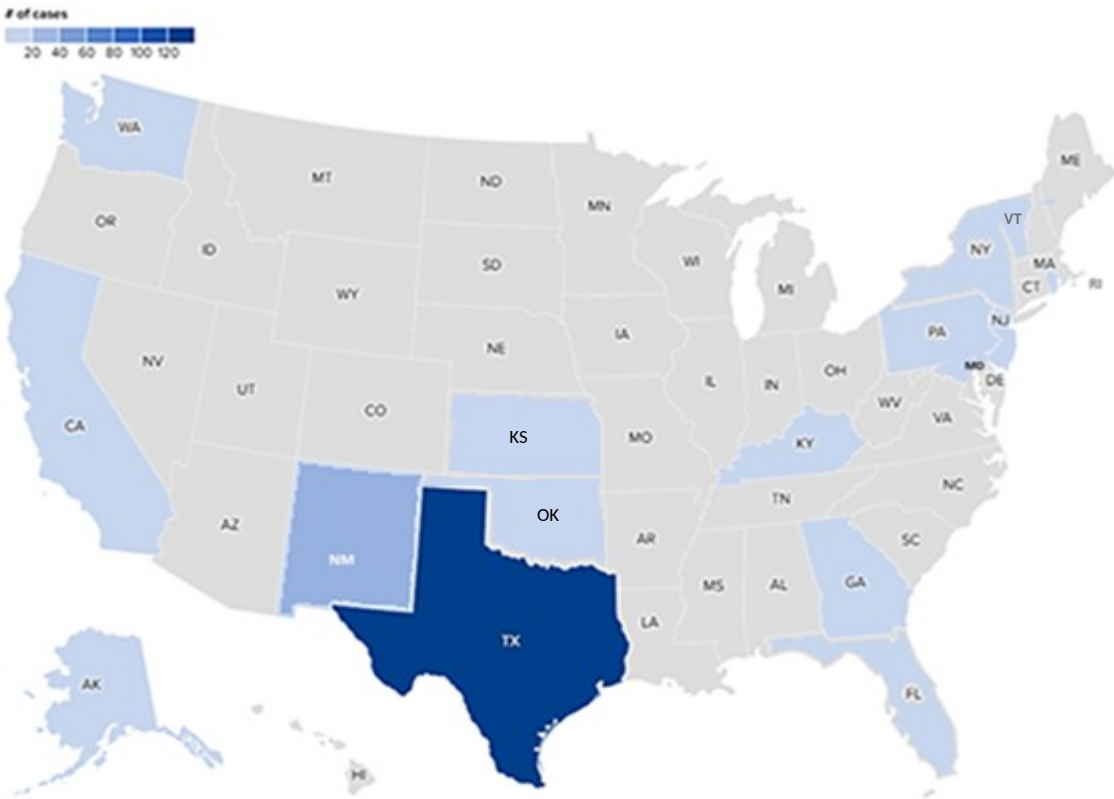 # of cases
20 40 60 80 100 120
WA
ME
MT
ND
MN
OR
VT
ID
SD
WI
NY
MA
WY
MI
CT
RI
NJ
PA
IA
NE
NV
OH
MD
UT
IL
IN
DE
CO
WV
CA
VA
KS
MO
KY
NC
TN
OK
AZ
AR
SC
NM
MS
AL
GA
LA
TX
AK
FL
HI